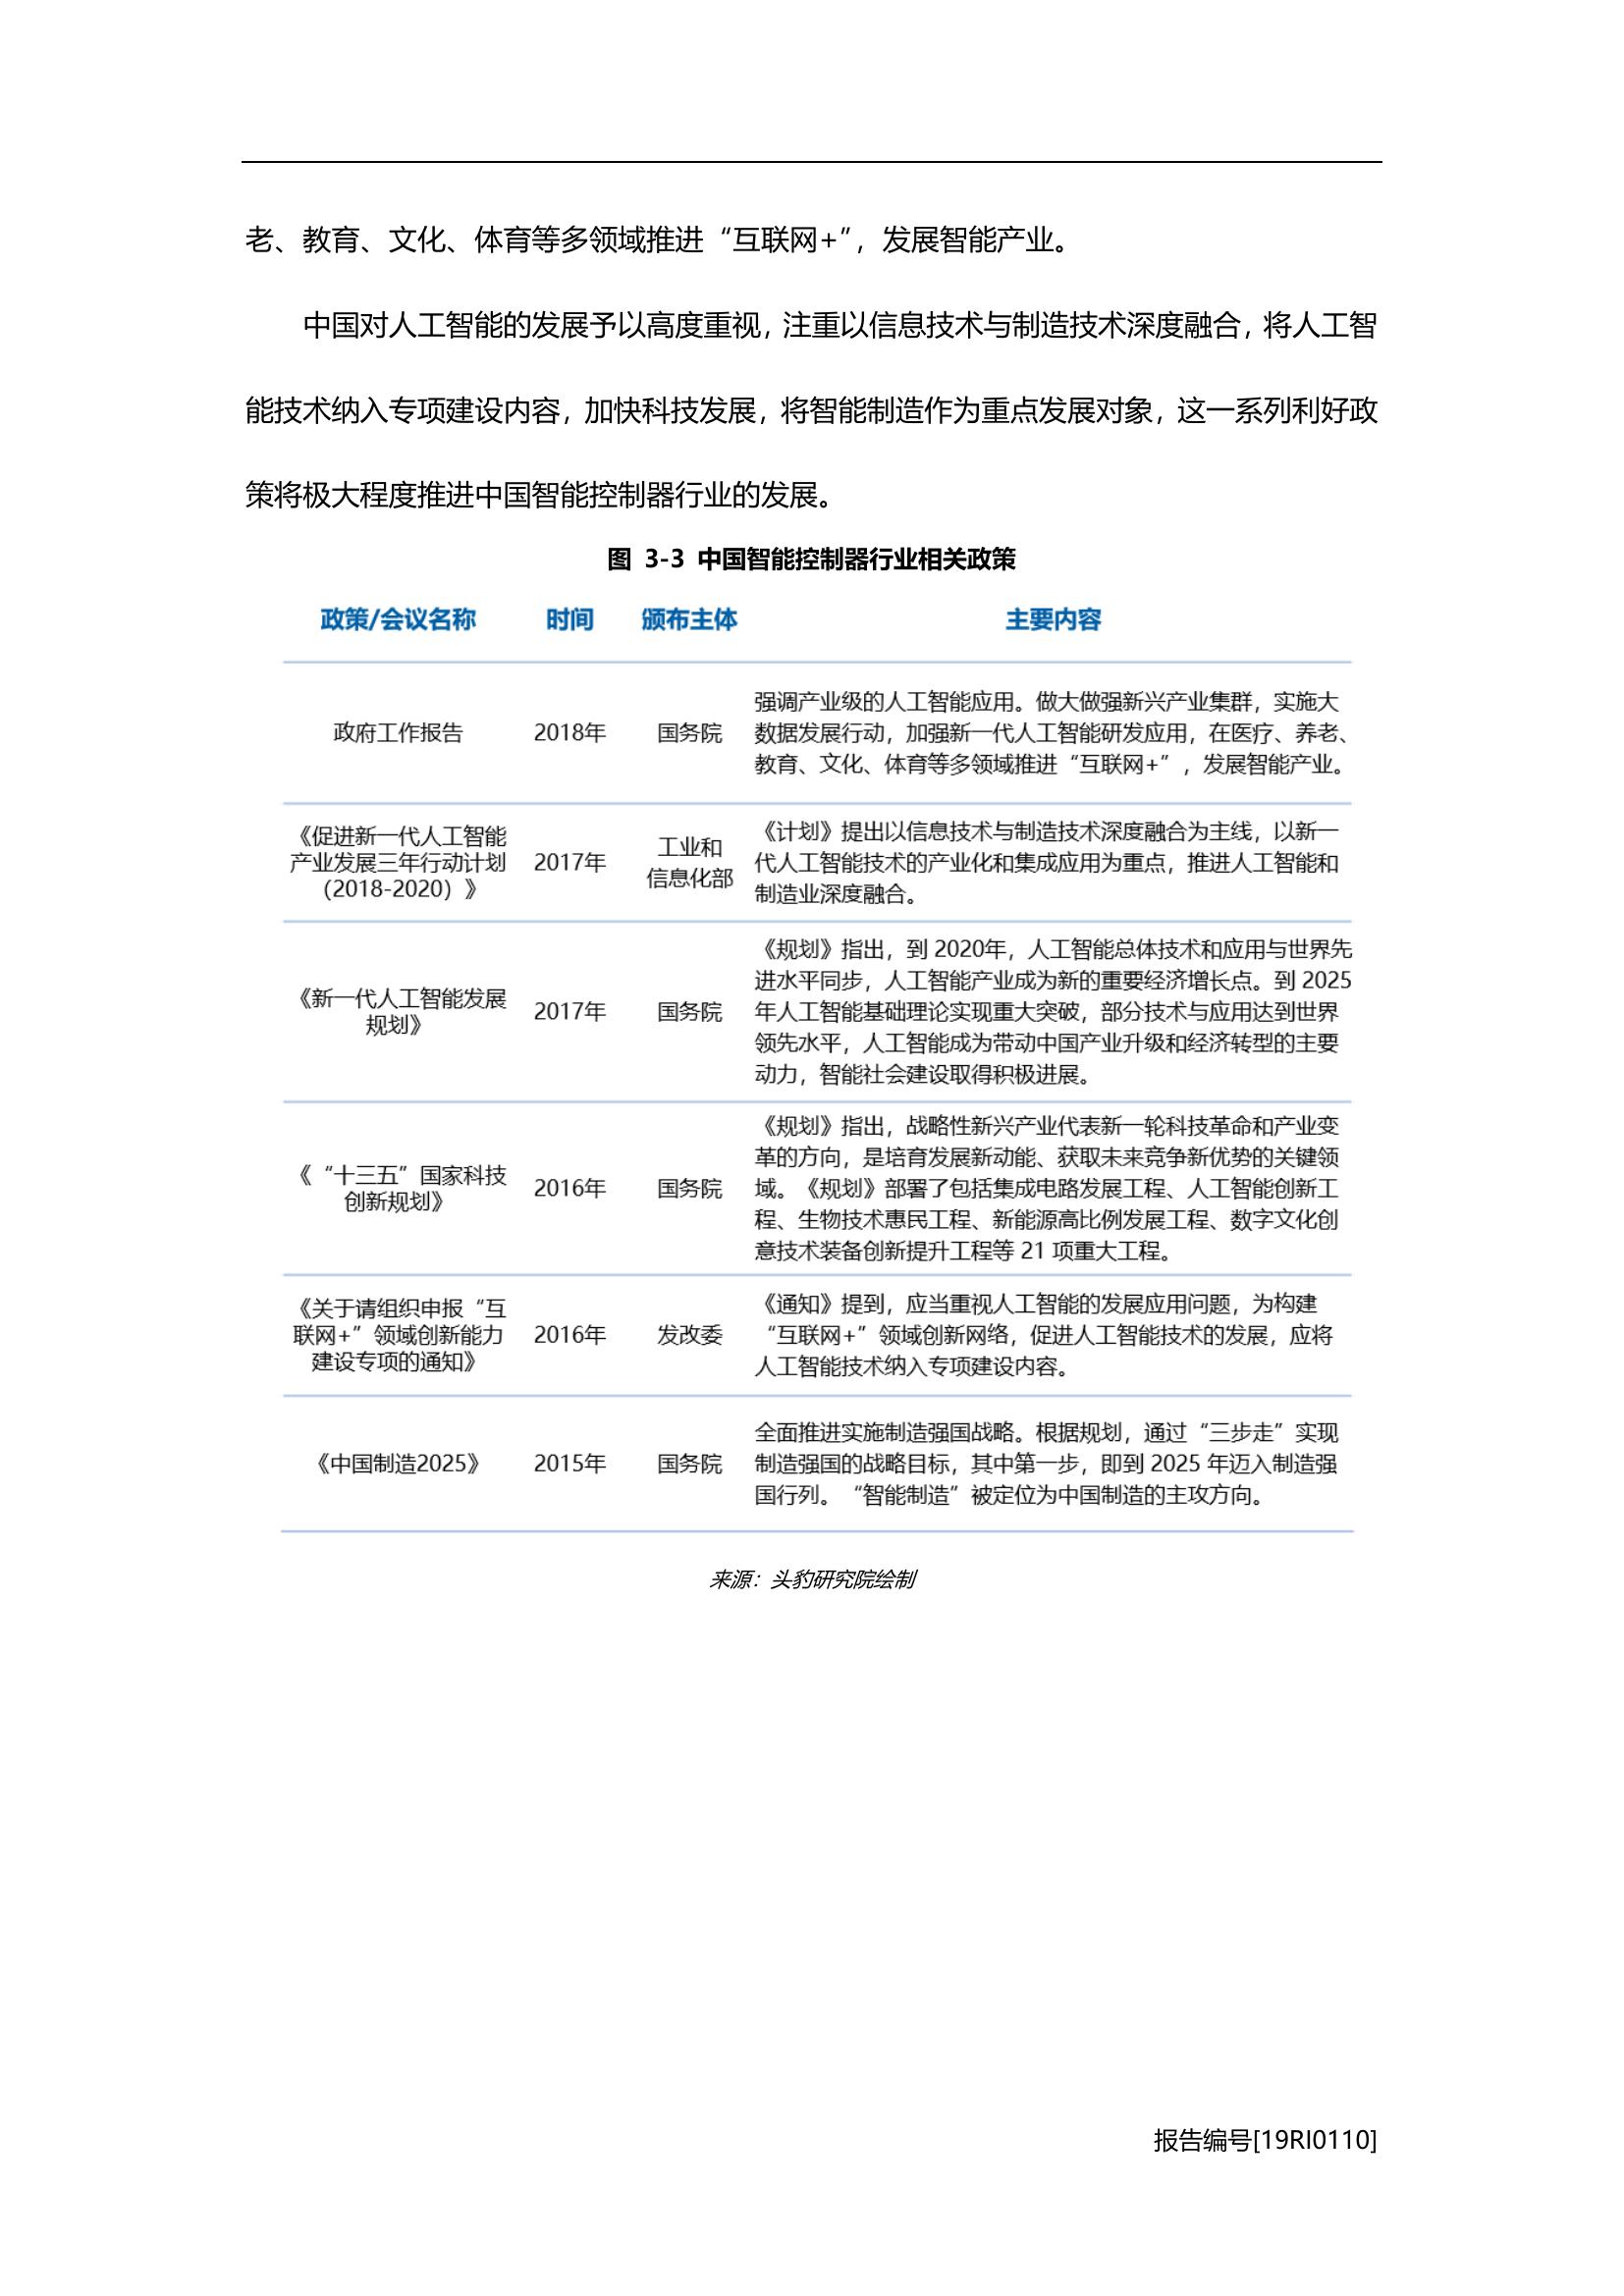 老、教育、文化、体育等多领域推进“互联网+”，发展智能产业。
中国对人工智能的发展予以高度重视，注重以信息技术与制造技术深度融合，将人工智
能技术纳入专项建设内容，加快科技发展，将智能制造作为重点发展对象，这一系列利好政
策将极大程度推进中国智能控制器行业的发展。
图 3-3 中国智能控制器行业相关政策
政策/会议名称 时间 颁布主体 主要内容
政府工作报告 2018年 国务院
强调产业级的人工智能应用。做大做强新兴产业集群，实施大
数据发展行动，加强新一代人工智能研发应用，在医疗、养老、
教育、文化、体育等多领域推进“互联网+”，发展智能产业。
《促进新一代人工智能
产业发展三年行动计划
（2018-2020）》
2017年
工业和
信息化部
《计划》提出以信息技术与制造技术深度融合为主线，以新一
代人工智能技术的产业化和集成应用为重点，推进人工智能和
制造业深度融合。
《新一代人工智能发展
规划》
2017年 国务院
《规划》指出，到 2020年，人工智能总体技术和应用与世界先
进水平同步，人工智能产业成为新的重要经济增长点。到 2025
年人工智能基础理论实现重大突破，部分技术与应用达到世界
领先水平，人工智能成为带动中国产业升级和经济转型的主要
动力，智能社会建设取得积极进展。
《“十三五”国家科技
创新规划》
2016年 国务院
《规划》指出，战略性新兴产业代表新一轮科技革命和产业变
革的方向，是培育发展新动能、获取未来竞争新优势的关键领
域。《规划》部署了包括集成电路发展工程、人工智能创新工
程、生物技术惠民工程、新能源高比例发展工程、数字文化创
意技术装备创新提升工程等 21 项重大工程。
《关于请组织申报“互
联网+”领域创新能力
建设专项的通知》
2016年 发改委
《通知》提到，应当重视人工智能的发展应用问题，为构建
“互联网+”领域创新网络，促进人工智能技术的发展，应将
人工智能技术纳入专项建设内容。
《中国制造2025》 2015年 国务院
全面推进实施制造强国战略。根据规划，通过“三步走”实现
制造强国的战略目标，其中第一步，即到 2025 年迈入制造强
国行列。“智能制造”被定位为中国制造的主攻方向。
来源：头豹研究院绘制
报告编号[19RI0110]